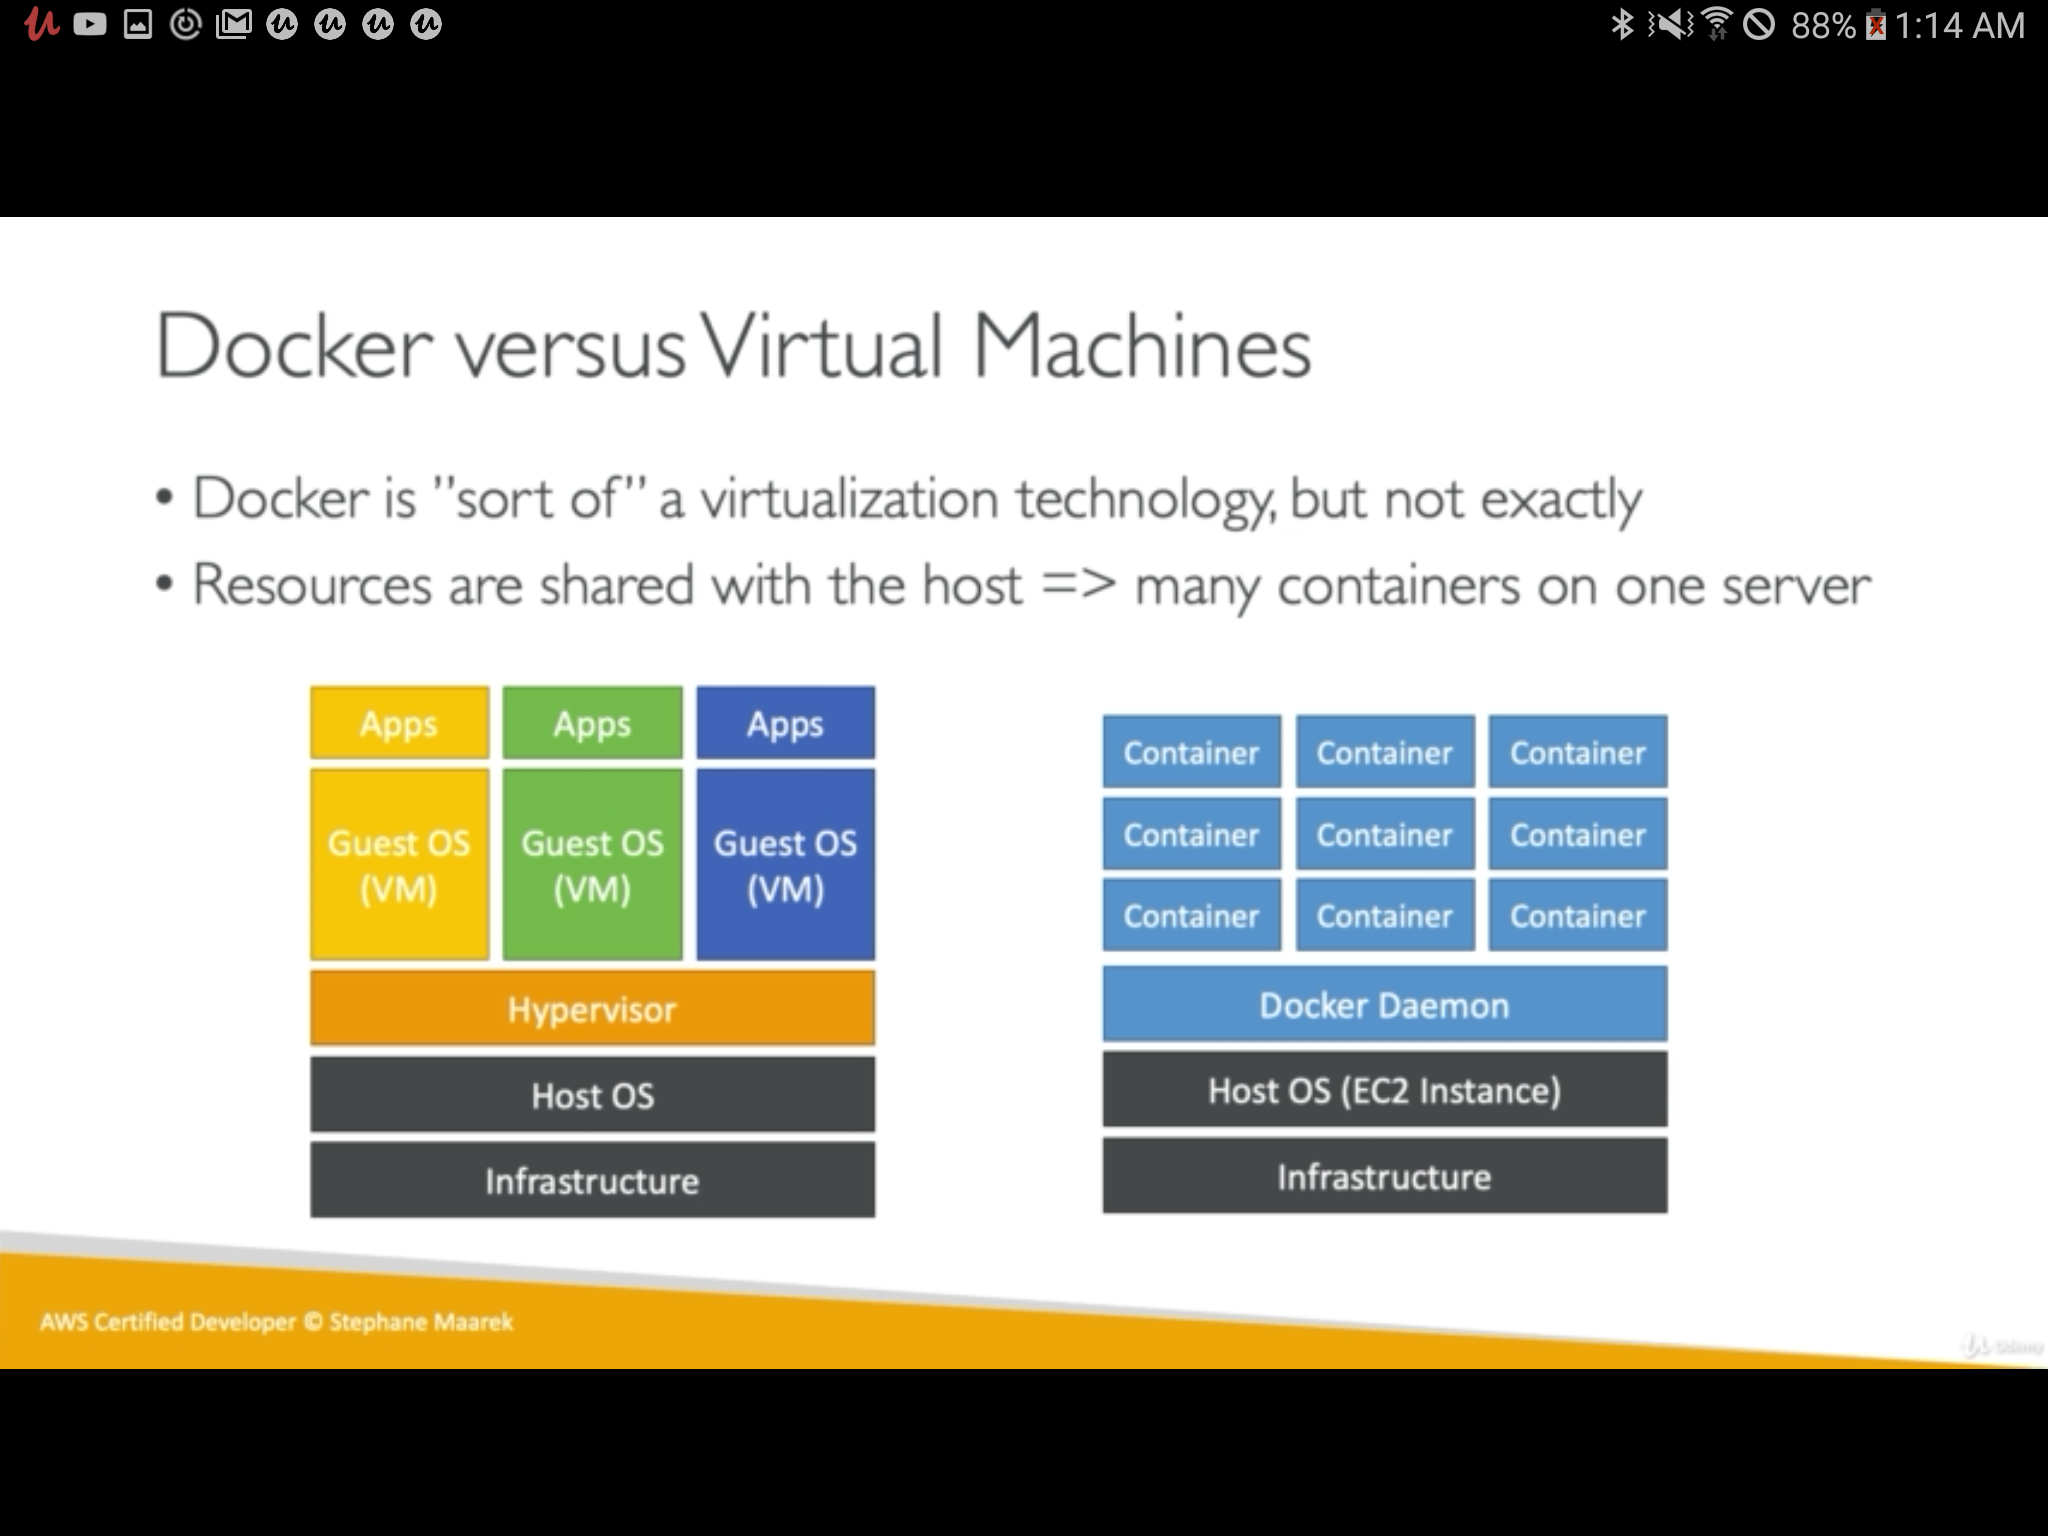 88% 1:14 AM
Docker versus Virtual Machines
• Docker is ”sort of” a virtualization technology, but not exactly
• Resources are shared with the host => many containers on one server
Apps Apps Apps
Guest OS (VM) Guest OS (VM) Guest OS (VM)
Hypervisor
Host OS
Infrastructure
Container Container Container
Container Container Container
Container Container Container
Docker Daemon
Host OS (EC2 Instance)
Infrastructure
AWS Certified Developer © Stephane Maarek
Udemy